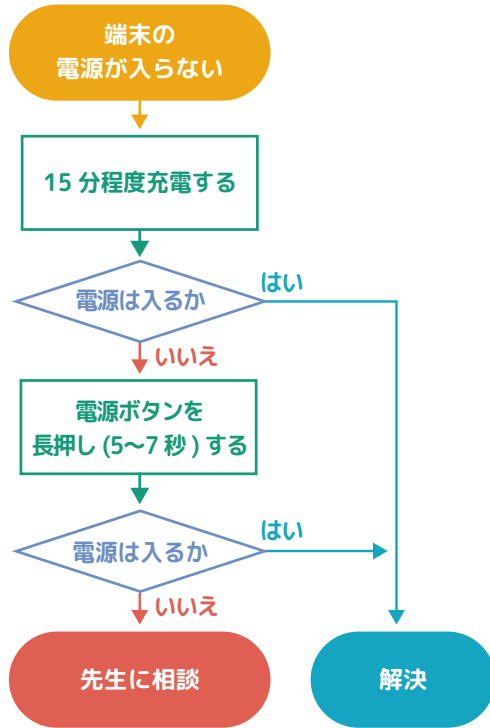 端末の
電源が入らない
15 分程度充電する
電源は入るか
はい
いいえ
電源ボタンを
長押し (5〜7 秒 ) する
電源は入るか
はい
いいえ
先生に相談
解決